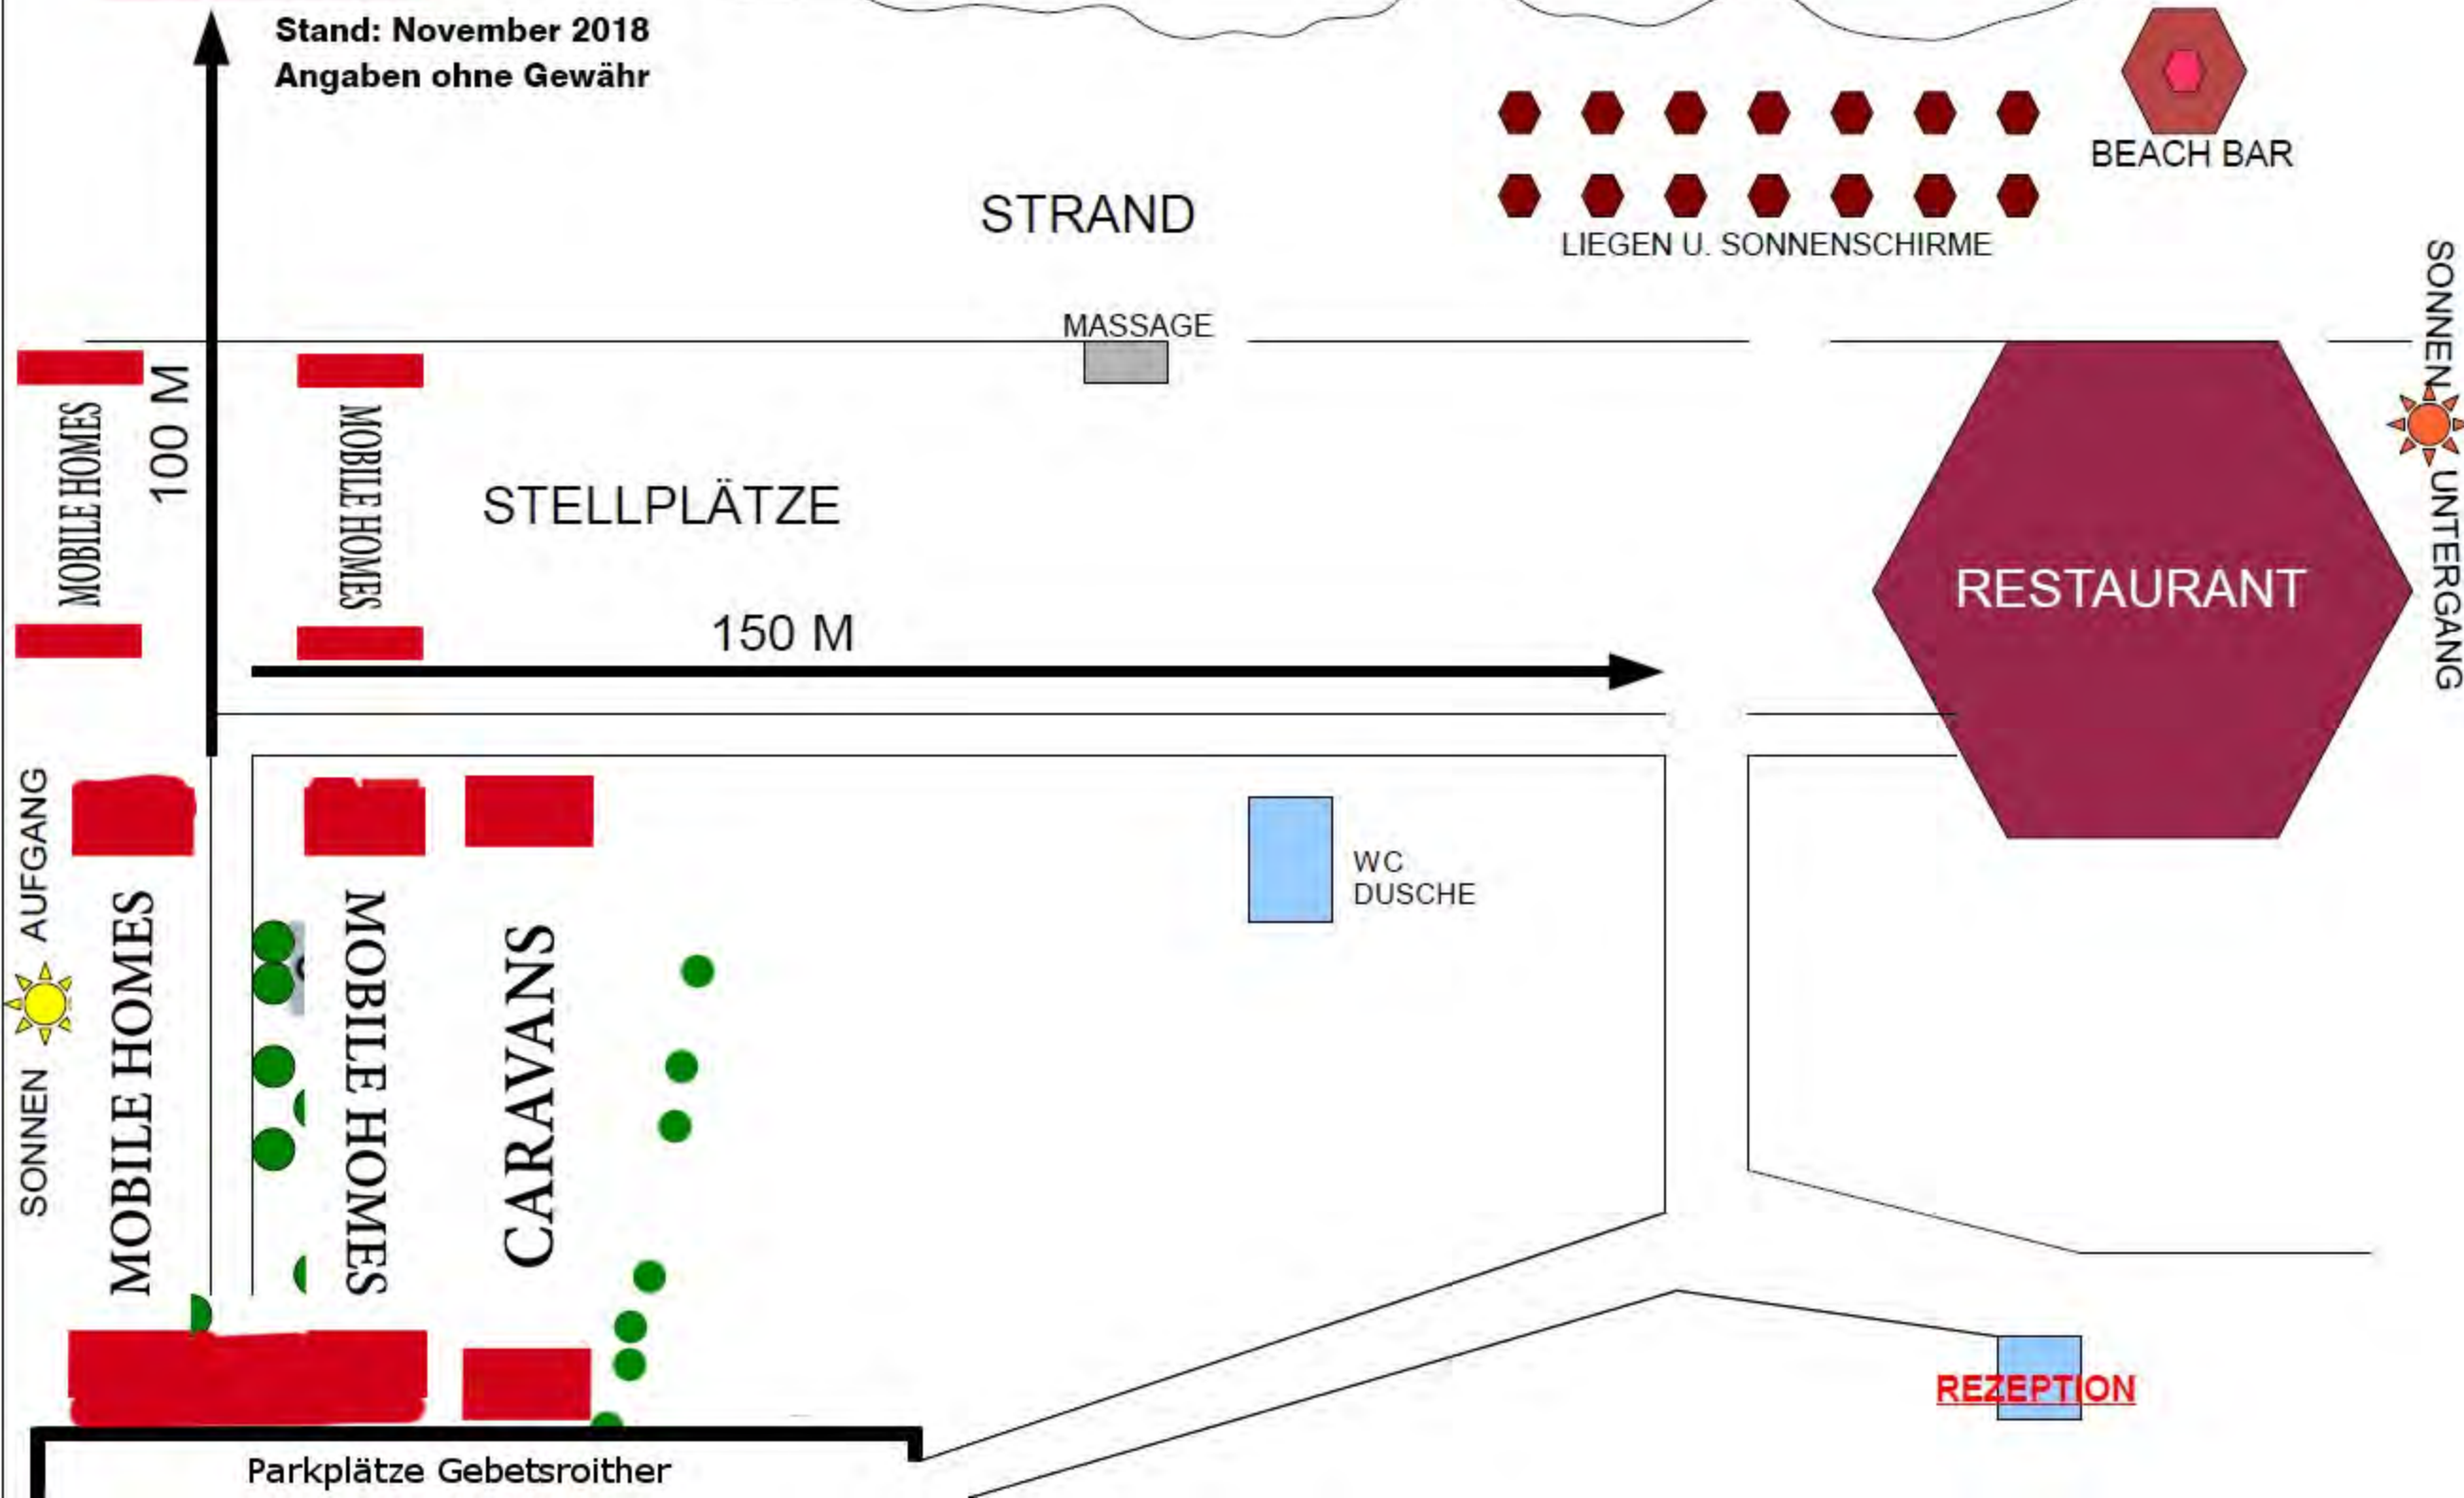 Stand: November 2018
Angaben ohne Gewähr
BEACH BAR
STRAND
LIEGEN U. SONNENSCHIRME
MASSAGE
SONNEN UNTERGANG
100 M
MOBILE HOMES
MOBILE HOMES
STELLPLÄTZE
RESTAURANT
150 M
SONNEN AUFGANG
WC
DUSCHE
MOBILE HOMES
MOBILE HOMES
CARAVANS
REZEPTION
Parkplätze Gebetsroither